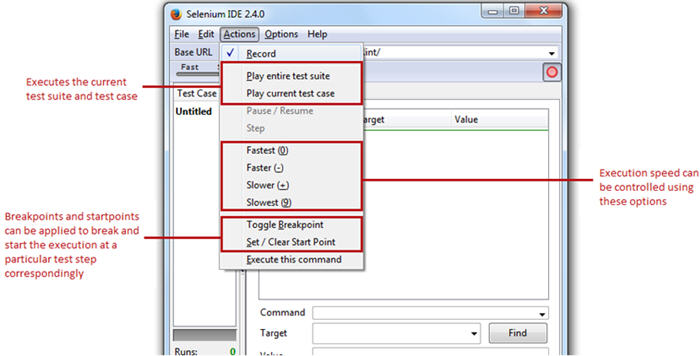 Selenium IDE 2.4.0
File Edit Actions Options Help
Base URL
int/
Record
Fast
Play entire test suite
Play current test case
Test Case
Untitled
Pause / Resume
Step
arget Value
Fastest (0)
Faster (-)
Slower (+)
Slowest (9)
Toggle Breakpoint
Set / Clear Start Point
Execute this command
Command
Target
Find
Value
Runs: 0
Executes the current
test suite and test case
Execution speed can
be controlled using
these options
Breakpoints and startpoints
can be applied to break and
start the execution at a
particular test step
correspondingly